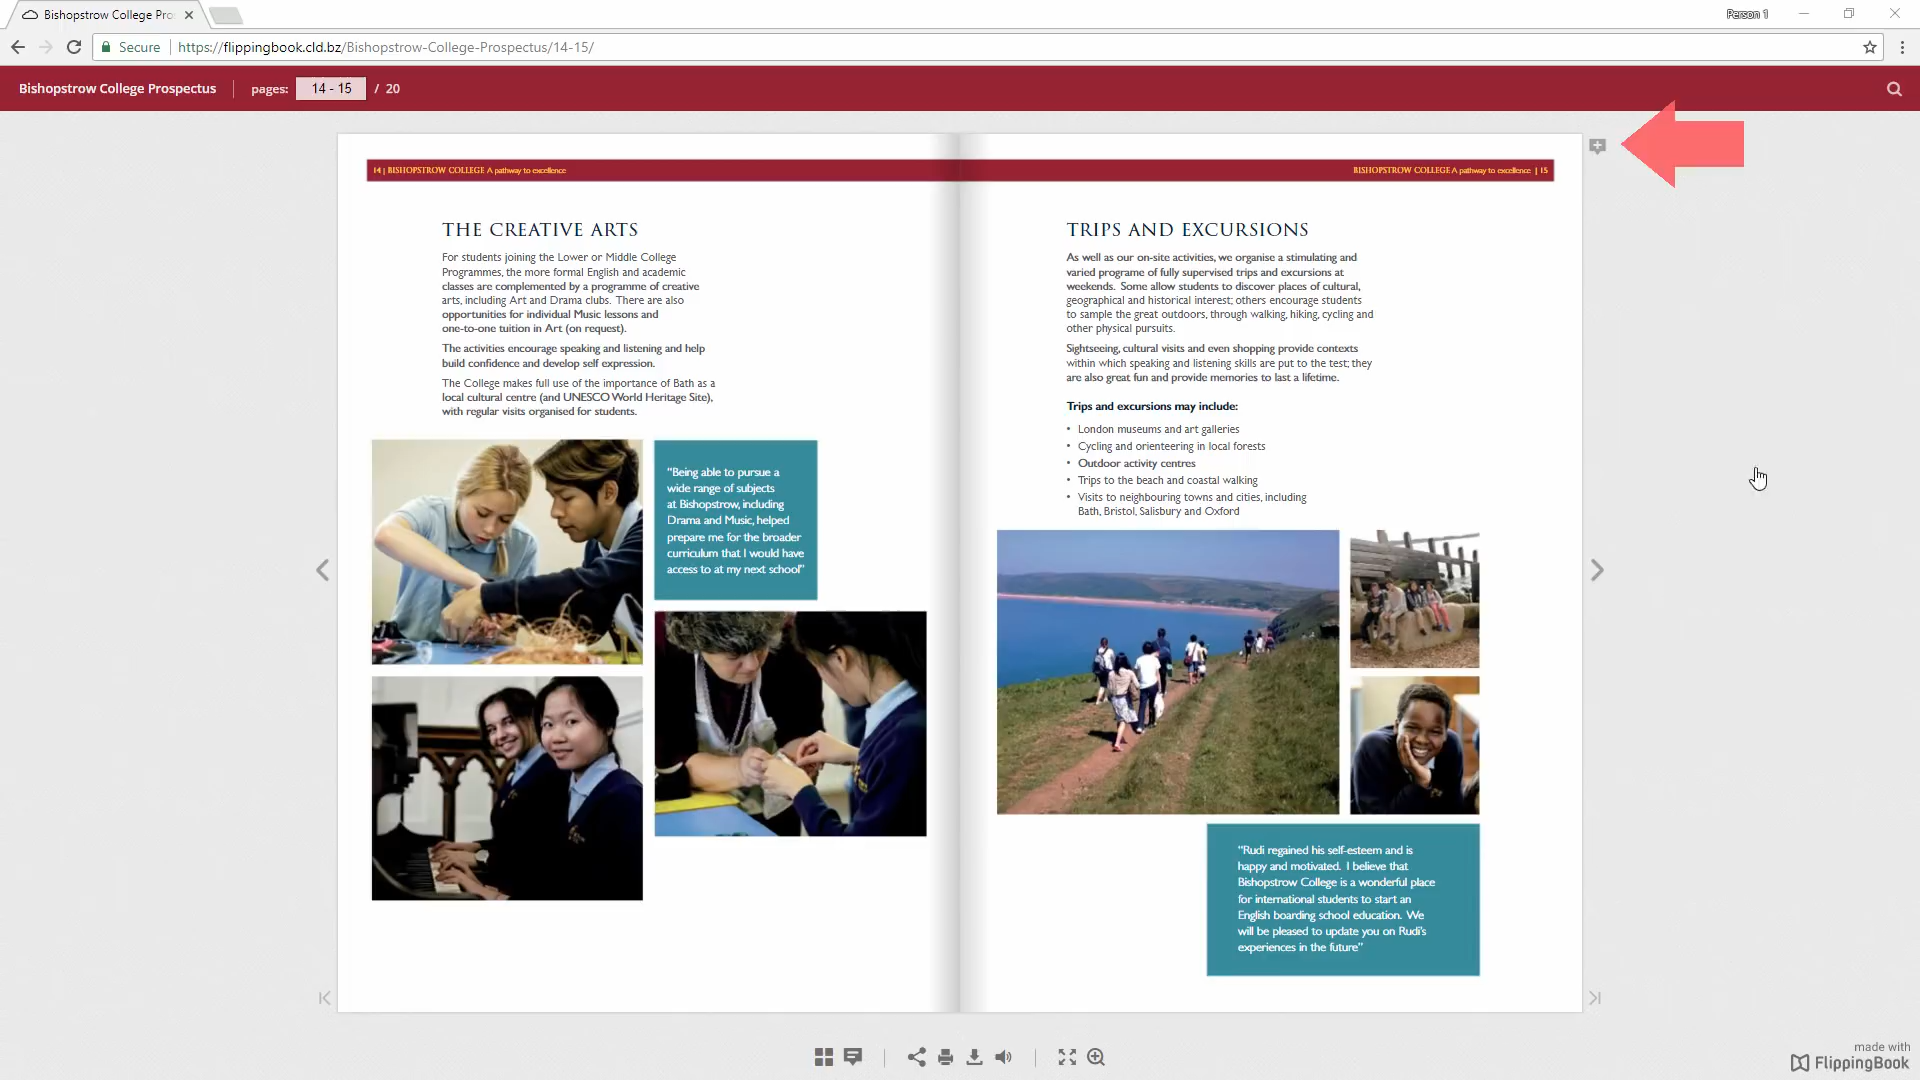 Bishopstrow College Pro
Person 1
Secure
https://flippingbook.cld.bz/Bishopstrow-College-Prospectus/14-15/
Bishopstrow College Prospectus
pages:
14 - 15
/ 20
14 | BISHOPSTROW COLLEGE A pathway to excellence
THE CREATIVE ARTS
For students joining the Lower or Middle College
Programmes, the more formal English and academic
classes are complemented by a programme of creative
arts, including Art and Drama clubs. There are also
opportunities for individual Music lessons and
one-to-one tuition in Art (on request).
The activities encourage speaking and listening and help
build confidence and develop self expression.
The College makes full use of the importance of Bath as a
local cultural centre (and UNESCO World Heritage Site),
with regular visits organised for students.
“Being able to pursue a
wide range of subjects
at Bishopstrow, including
Drama and Music, helped
prepare me for the broader
curriculum that I would have
access to at my next school”
BISHOPSTROW COLLEGE A pathway to excellence | 15
TRIPS AND EXCURSIONS
As well as our on-site activities, we organise a stimulating and
varied programe of fully supervised trips and excursions at
weekends. Some allow students to discover places of cultural,
geographical and historical interest; others encourage students
to sample the great outdoors, through walking, hiking, cycling and
other physical pursuits.
Sightseeing, cultural visits and even shopping provide contexts
within which speaking and listening skills are put to the test; they
are also great fun and provide memories to last a lifetime.
Trips and excursions may include:
• London museums and art galleries
• Cycling and orienteering in local forests
• Outdoor activity centres
• Trips to the beach and coastal walking
• Visits to neighbouring towns and cities, including
Bath, Bristol, Salisbury and Oxford
“Rudi regained his self-esteem and is
happy and motivated. I believe that
Bishopstrow College is a wonderful place
for international students to start an
English boarding school education. We
will be pleased to update you on Rudi’s
experiences in the future”
made with
FlippingBook